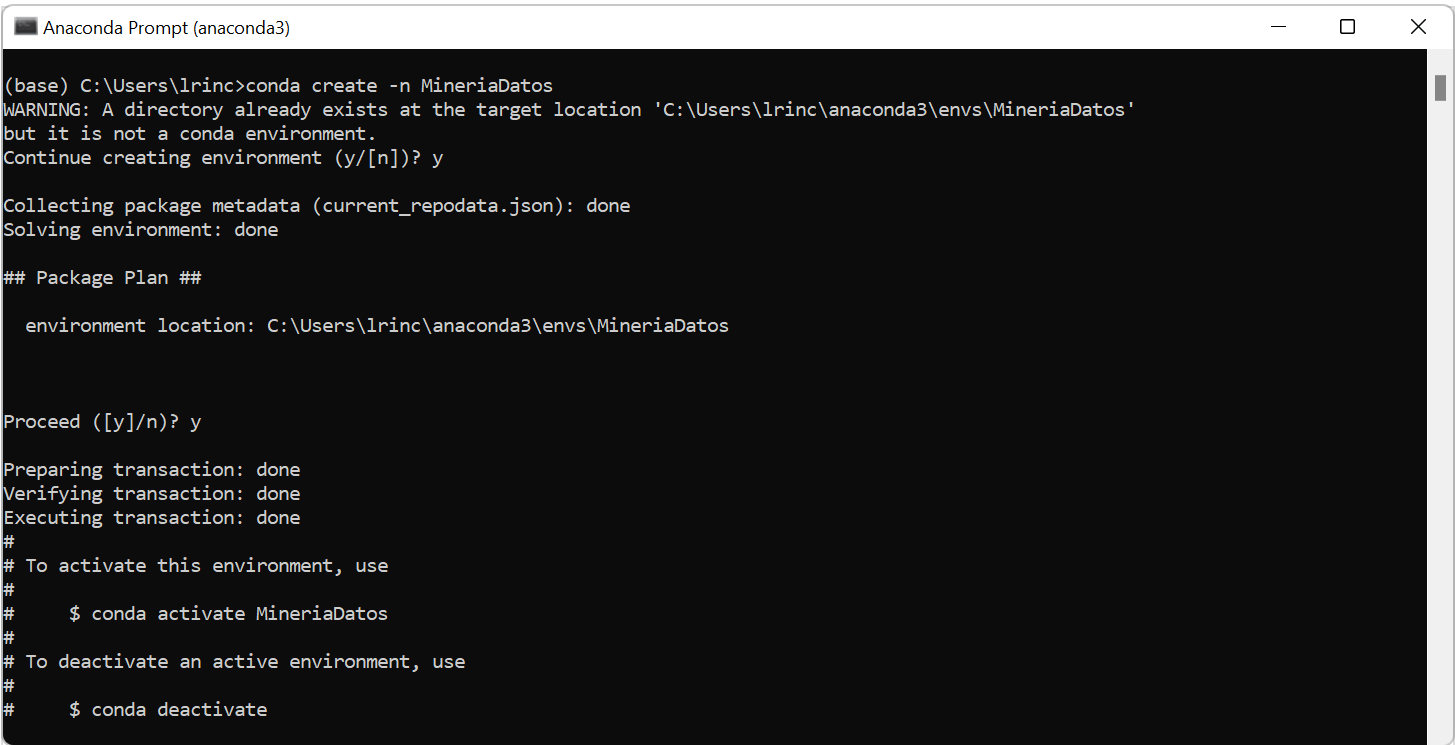 Anaconda Prompt (anaconda3)
(base) C:\Users\lrinc>conda create -n MineriaDatos
WARNING: A directory already exists at the target location 'C:\Users\lrinc\anaconda3\envs\MineriaDatos'
but it is not a conda environment.
Continue creating environment (y/[n])? y
Collecting package metadata (current_repodata.json): done
Solving environment: done
## Package Plan ##
  environment location: C:\Users\lrinc\anaconda3\envs\MineriaDatos
Proceed ([y]/n)? y
Preparing transaction: done
Verifying transaction: done
Executing transaction: done
#
# To activate this environment, use
#
#     $ conda activate MineriaDatos
#
# To deactivate an active environment, use
#
#     $ conda deactivate